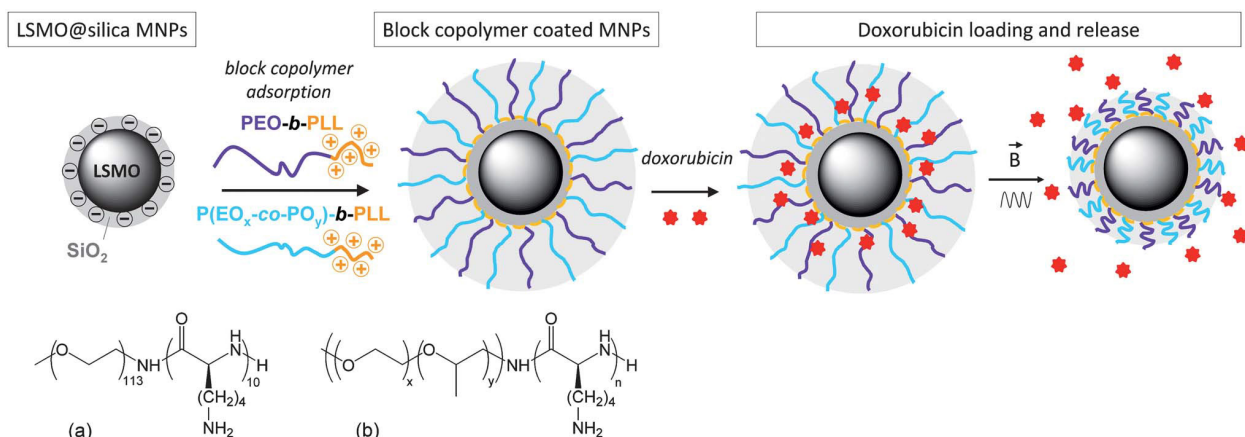 LSMO@silica MNPs
Block copolymer coated MNPs
Doxorubicin loading and release
block copolymer
adsorption
PEO-b-PLL
LSMO
SiO2
P(EOx-co-POy)-b-PLL
doxorubicin
B
O
O
NH
H
N
H
113
10
(CH2)4
NH2
(a)
O
O
O
NH
H
N
H
x
y
n
(CH2)4
NH2
(b)